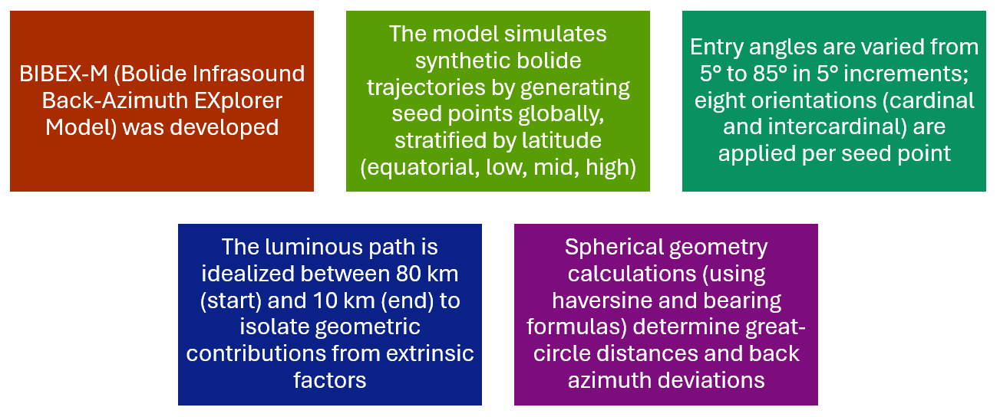 BIBEX-M (Bolide Infrasound
Back-Azimuth EXplorer
Model) was developed
The model simulates
synthetic bolide
trajectories by generating
seed points globally,
stratified by latitude
(equatorial, low, mid, high)
Entry angles are varied from
5° to 85° in 5° increments;
eight orientations (cardinal
and intercardinal) are
applied per seed point
The luminous path is
idealized between 80 km
(start) and 10 km (end) to
isolate geometric
contributions from extrinsic
factors
Spherical geometry
calculations (using
haversine and bearing
formulas) determine great-
circle distances and back
azimuth deviations